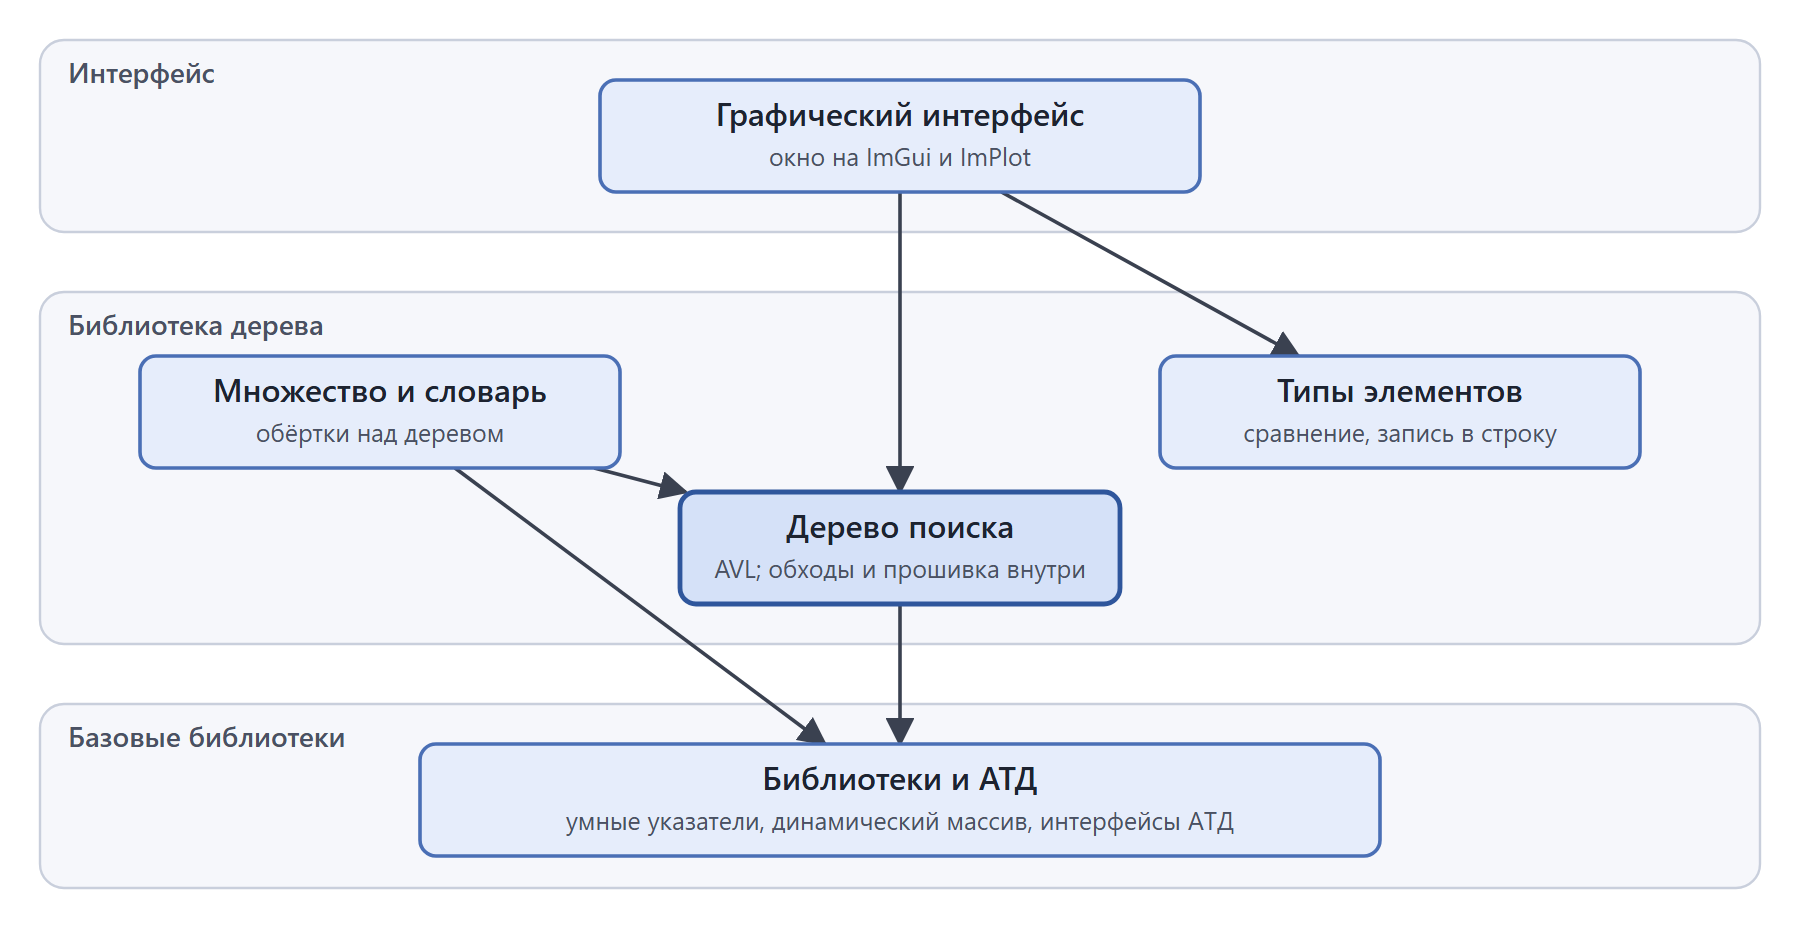 Интерфейс
Графический интерфейс
окно на ImGui и ImPlot
Библиотека дерева
Множество и словарь
обёртки над деревом
Типы элементов
сравнение, запись в строку
Дерево поиска
AVL; обходы и прошивка внутри
Базовые библиотеки
Библиотеки и АТД
умные указатели, динамический массив, интерфейсы АТД